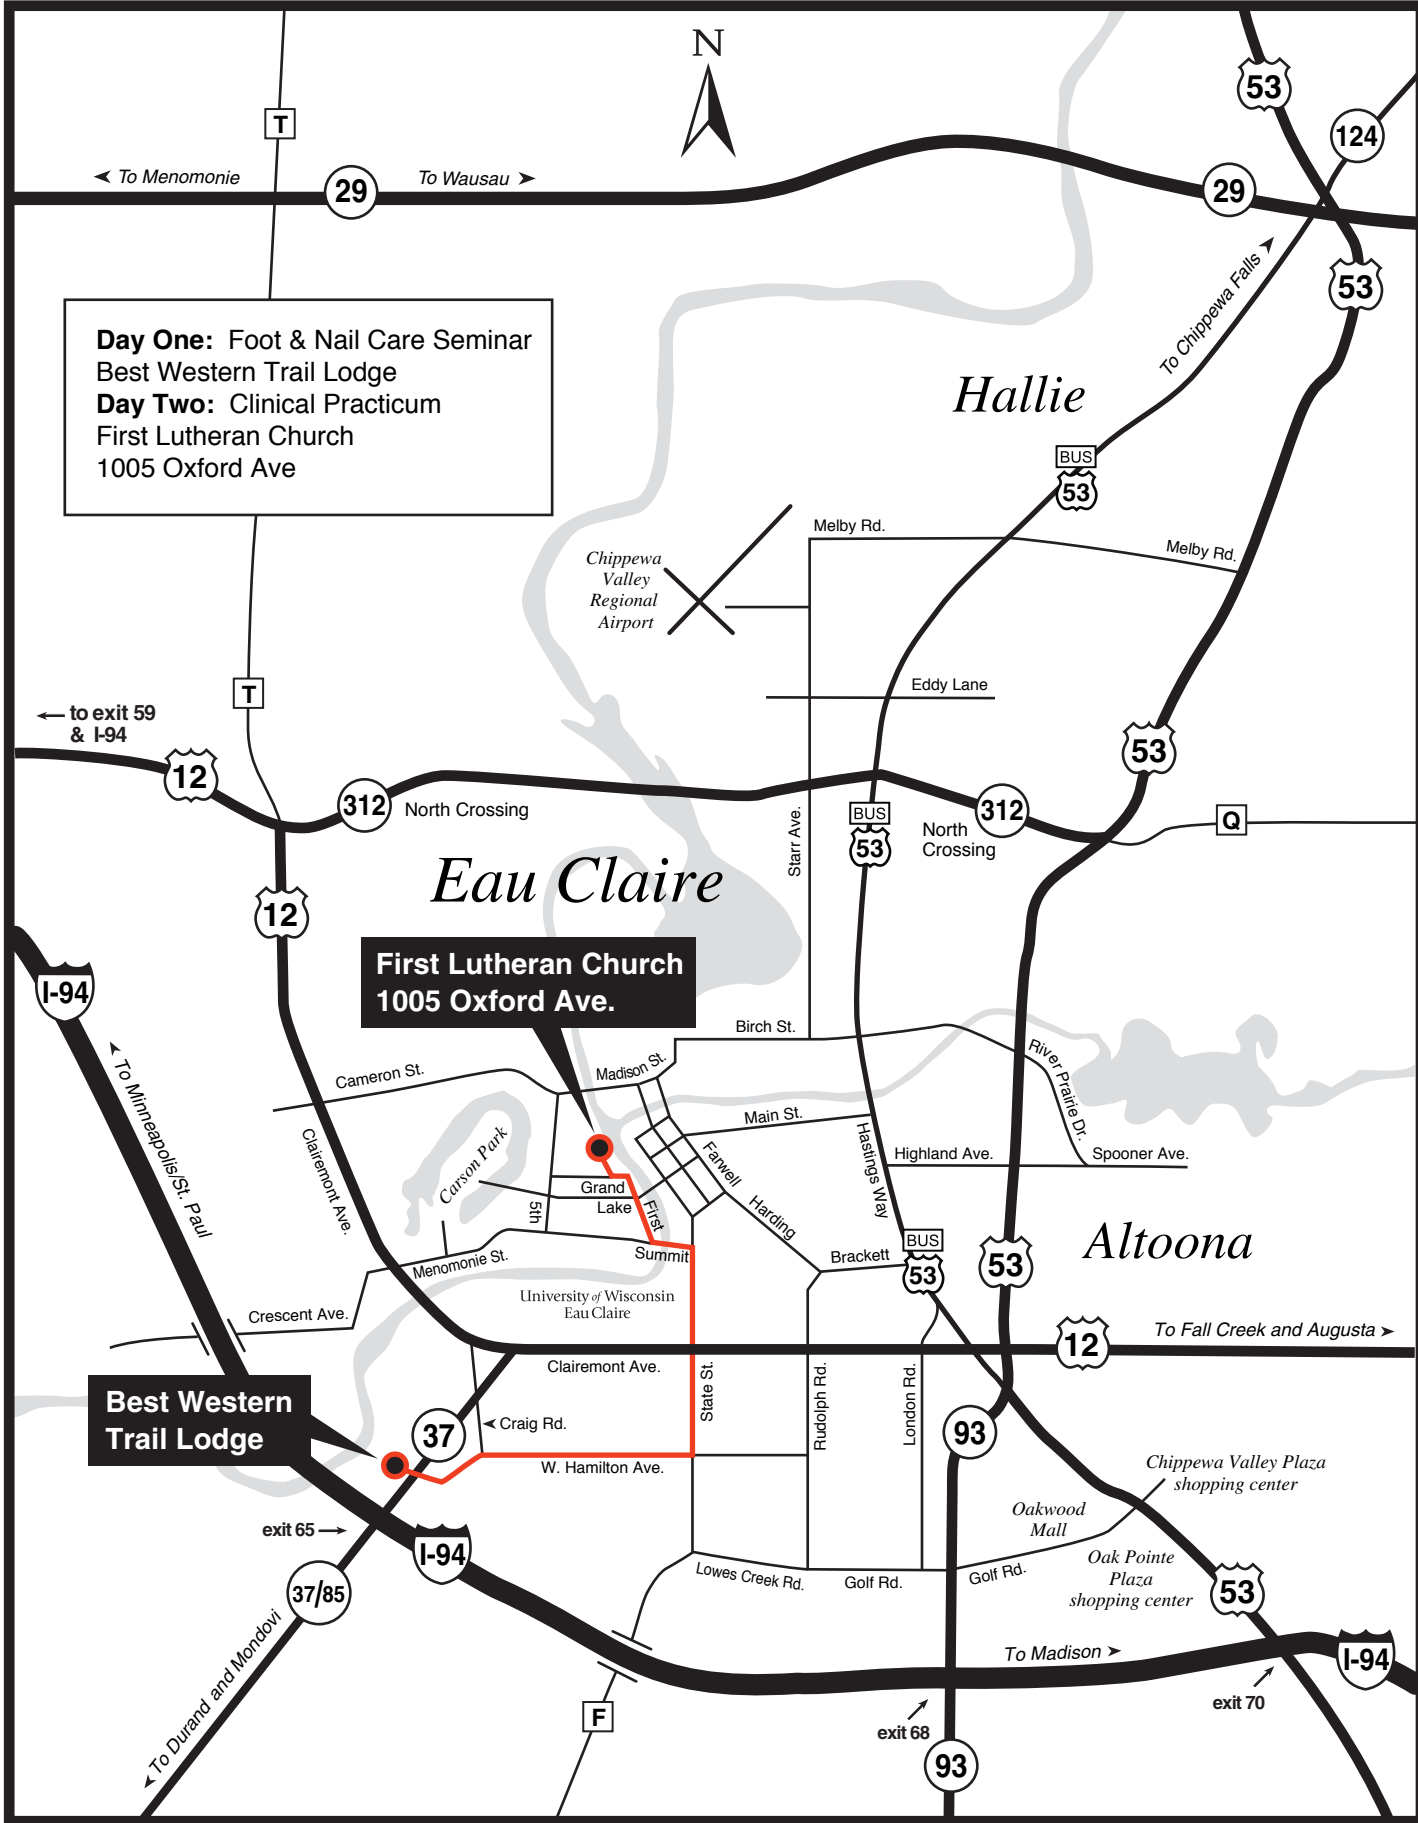 N
53
124
T
To Menomonie
29
To Wausau
29
53
To Chippewa Falls
Day One: Foot & Nail Care Seminar
Best Western Trail Lodge
Day Two: Clinical Practicum
First Lutheran Church
1005 Oxford Ave
Hallie
BUS
53
Melby Rd.
Melby Rd.
Chippewa
Valley
Regional
Airport
T
Eddy Lane
to exit 59
& I-94
12
53
312
North Crossing
BUS
53
312
North
Crossing
Q
Starr Ave.
Eau Claire
12
First Lutheran Church
1005 Oxford Ave.
I-94
To Minneapolis/St. Paul
Birch St.
River Prairie Dr.
Cameron St.
Madison St.
Main St.
Clairemont Ave.
Carson Park
Farwell
Hastings Way
Highland Ave.
Spooner Ave.
Grand
Lake
5th
First
Harding
Summit
Brackett
BUS
53
53
Altoona
Menomonie St.
Crescent Ave.
University of Wisconsin
Eau Claire
12
To Fall Creek and Augusta
Clairemont Ave.
State St.
Rudolph Rd.
London Rd.
Best Western
Trail Lodge
37
Craig Rd.
93
W. Hamilton Ave.
Chippewa Valley Plaza
shopping center
Oakwood
Mall
exit 65
I-94
Lowes Creek Rd.
Golf Rd.
Golf Rd.
Oak Pointe
Plaza
shopping center
53
37/85
To Durand and Mondovi
To Madison
I-94
exit 70
F
exit 68
93